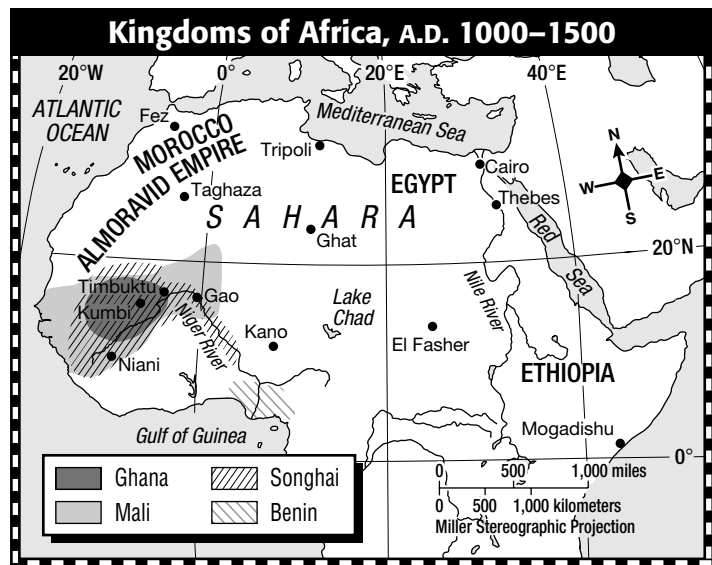 Kingdoms of Africa, A.D. 1000–1500
20°W
0°
20°E
40°E
ATLANTIC
OCEAN
Fez
Mediterranean Sea
MOROCCO
ALMORAVID EMPIRE
Tripoli
Cairo
N
W
E
S
Taghaza
EGYPT
Thebes
SAHARA
Ghat
Red
Sea
20°N
Timbuktu
Kumbi
Gao
Niger River
Niani
Lake
Chad
Kano
Nile River
El Fasher
ETHIOPIA
Mogadishu
Gulf of Guinea
0°
Ghana
Songhai
Mali
Benin
0 500 1,000 miles
0 500 1,000 kilometers
Miller Stereographic Projection